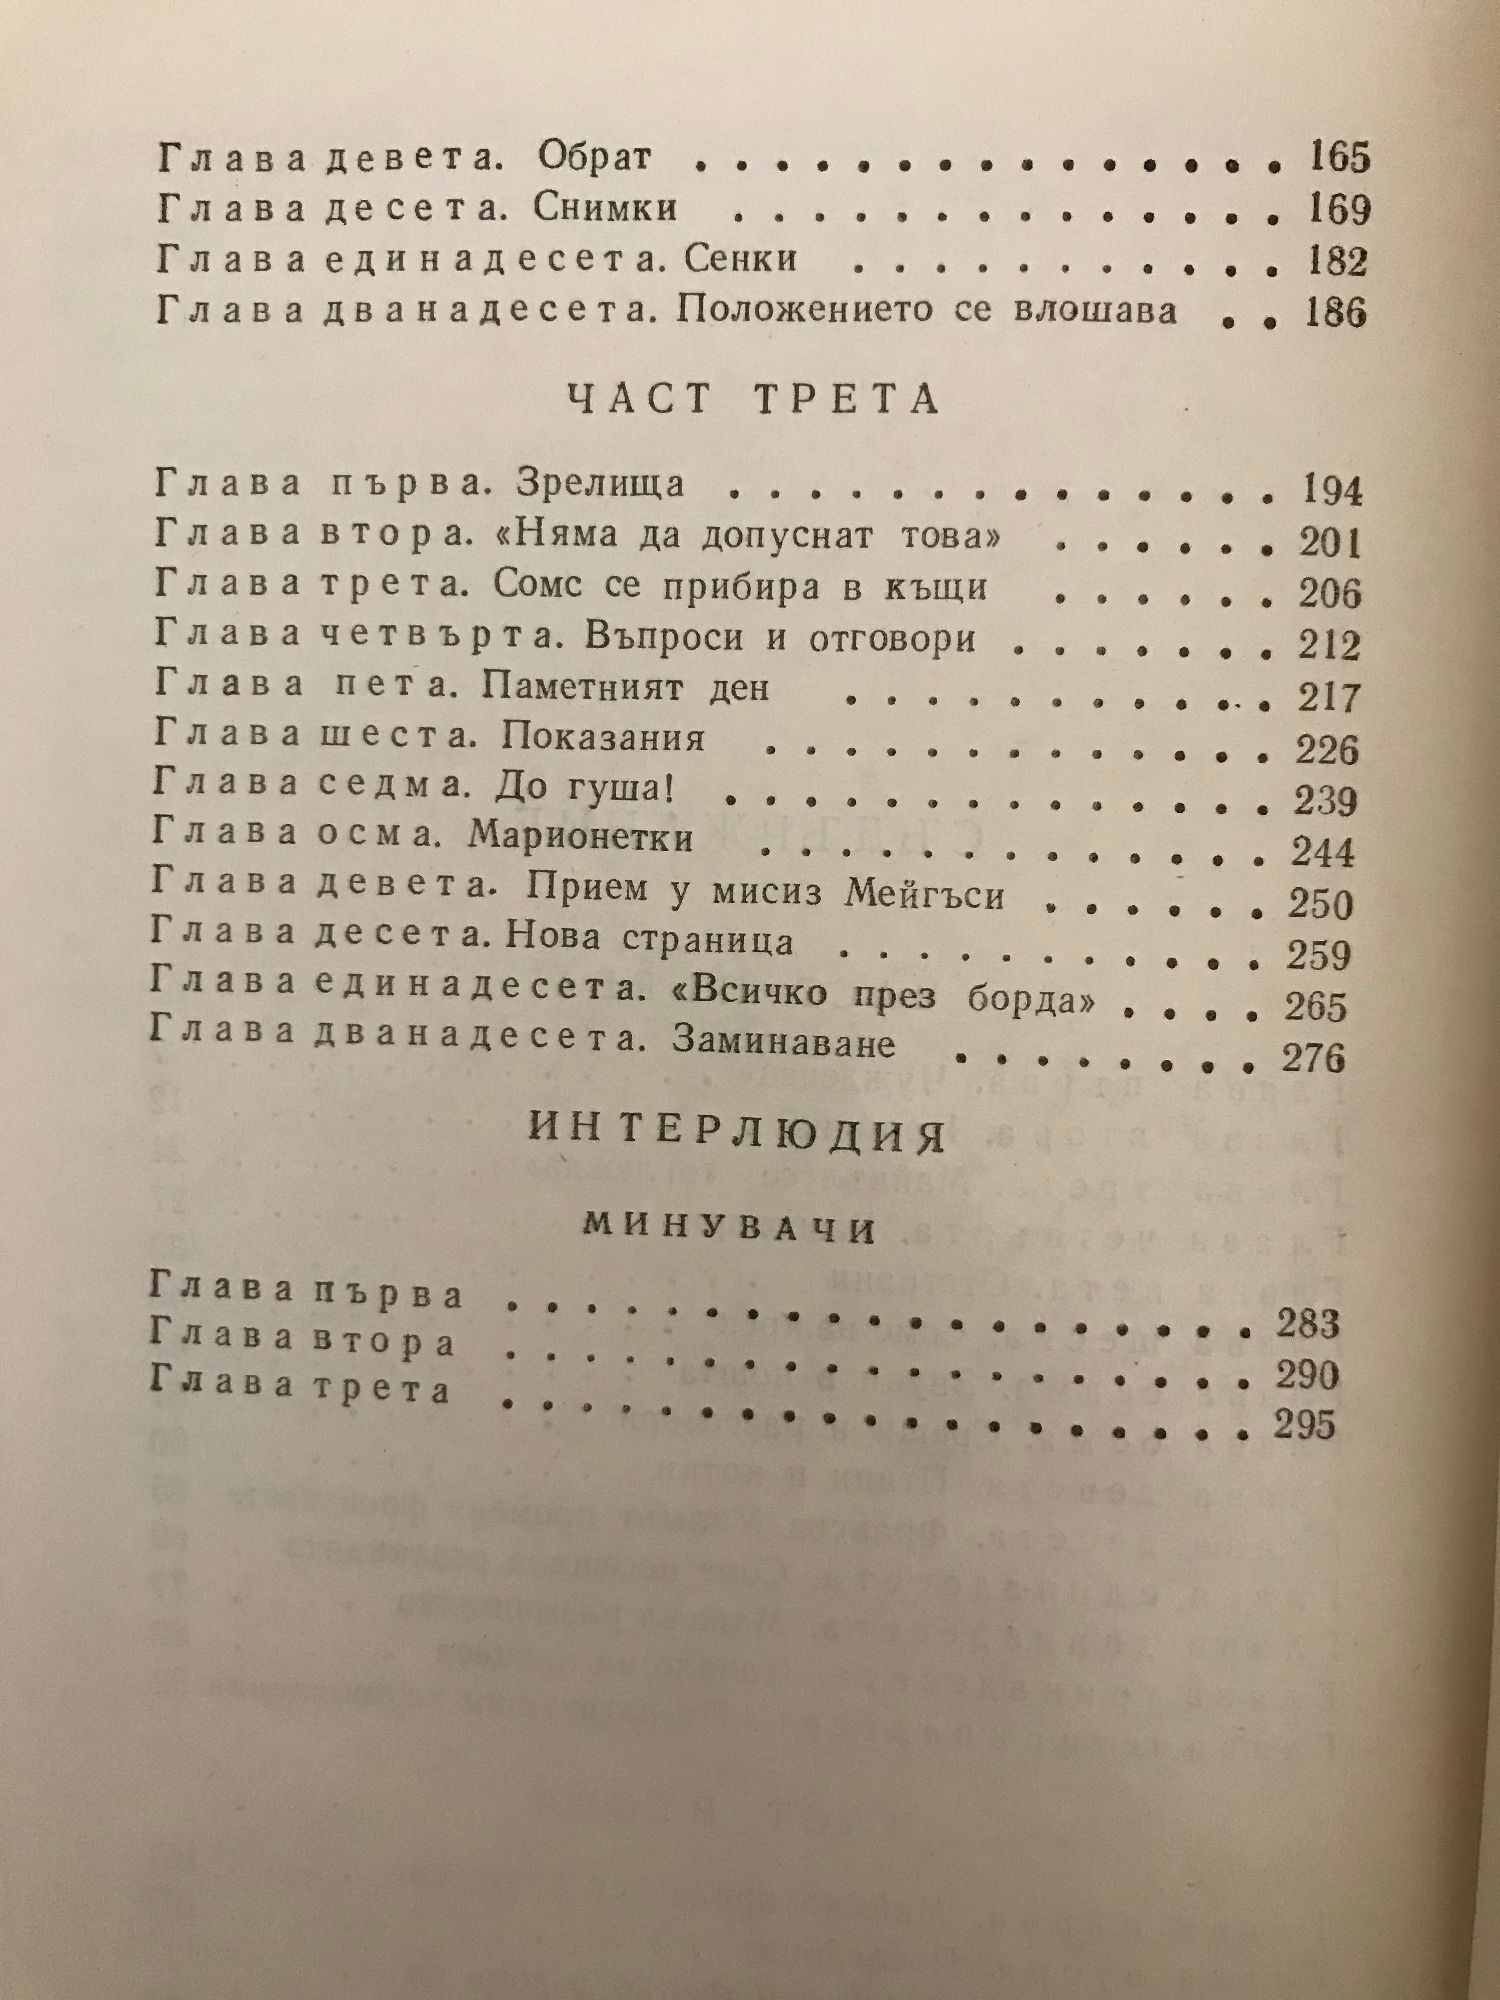 Глава девета. Обрат . . . . . . . . . . . . . . . 165
Глава десета. Снимки . . . . . . . . . . . . . . 169
Глава единадесета. Сенки . . . . . . . . . . . 182
Глава дванадесета. Положението се влошава . . 186
ЧАСТ ТРЕТА
Глава първа. Зрелища . . . . . . . . . . . . . . 194
Глава втора. «Няма да допуснат това» . . . . . . 201
Глава трета. Сомс се прибира в къщи . . . . . . 206
Глава четвърта. Въпроси и отговори . . . . . . . 212
Глава пета. Паметният ден . . . . . . . . . . . 217
Глава шеста. Показания . . . . . . . . . . . . . 226
Глава седма. До гуша! . . . . . . . . . . . . . . 239
Глава осма. Марионетки . . . . . . . . . . . . . 244
Глава девета. Прием у мисиз Мейгъси . . . . . . 250
Глава десета. Нова страница . . . . . . . . . . . 259
Глава единадесета. «Всичко през борда» . . . . 265
Глава дванадесета. Заминаване . . . . . . . . 276
ИНТЕРЛЮДИЯ
МИНУВАЧИ
Глава първа . . . . . . . . . . . . . . . . . . . 283
Глава втора . . . . . . . . . . . . . . . . . . . 290
Глава трета . . . . . . . . . . . . . . . . . . . 295